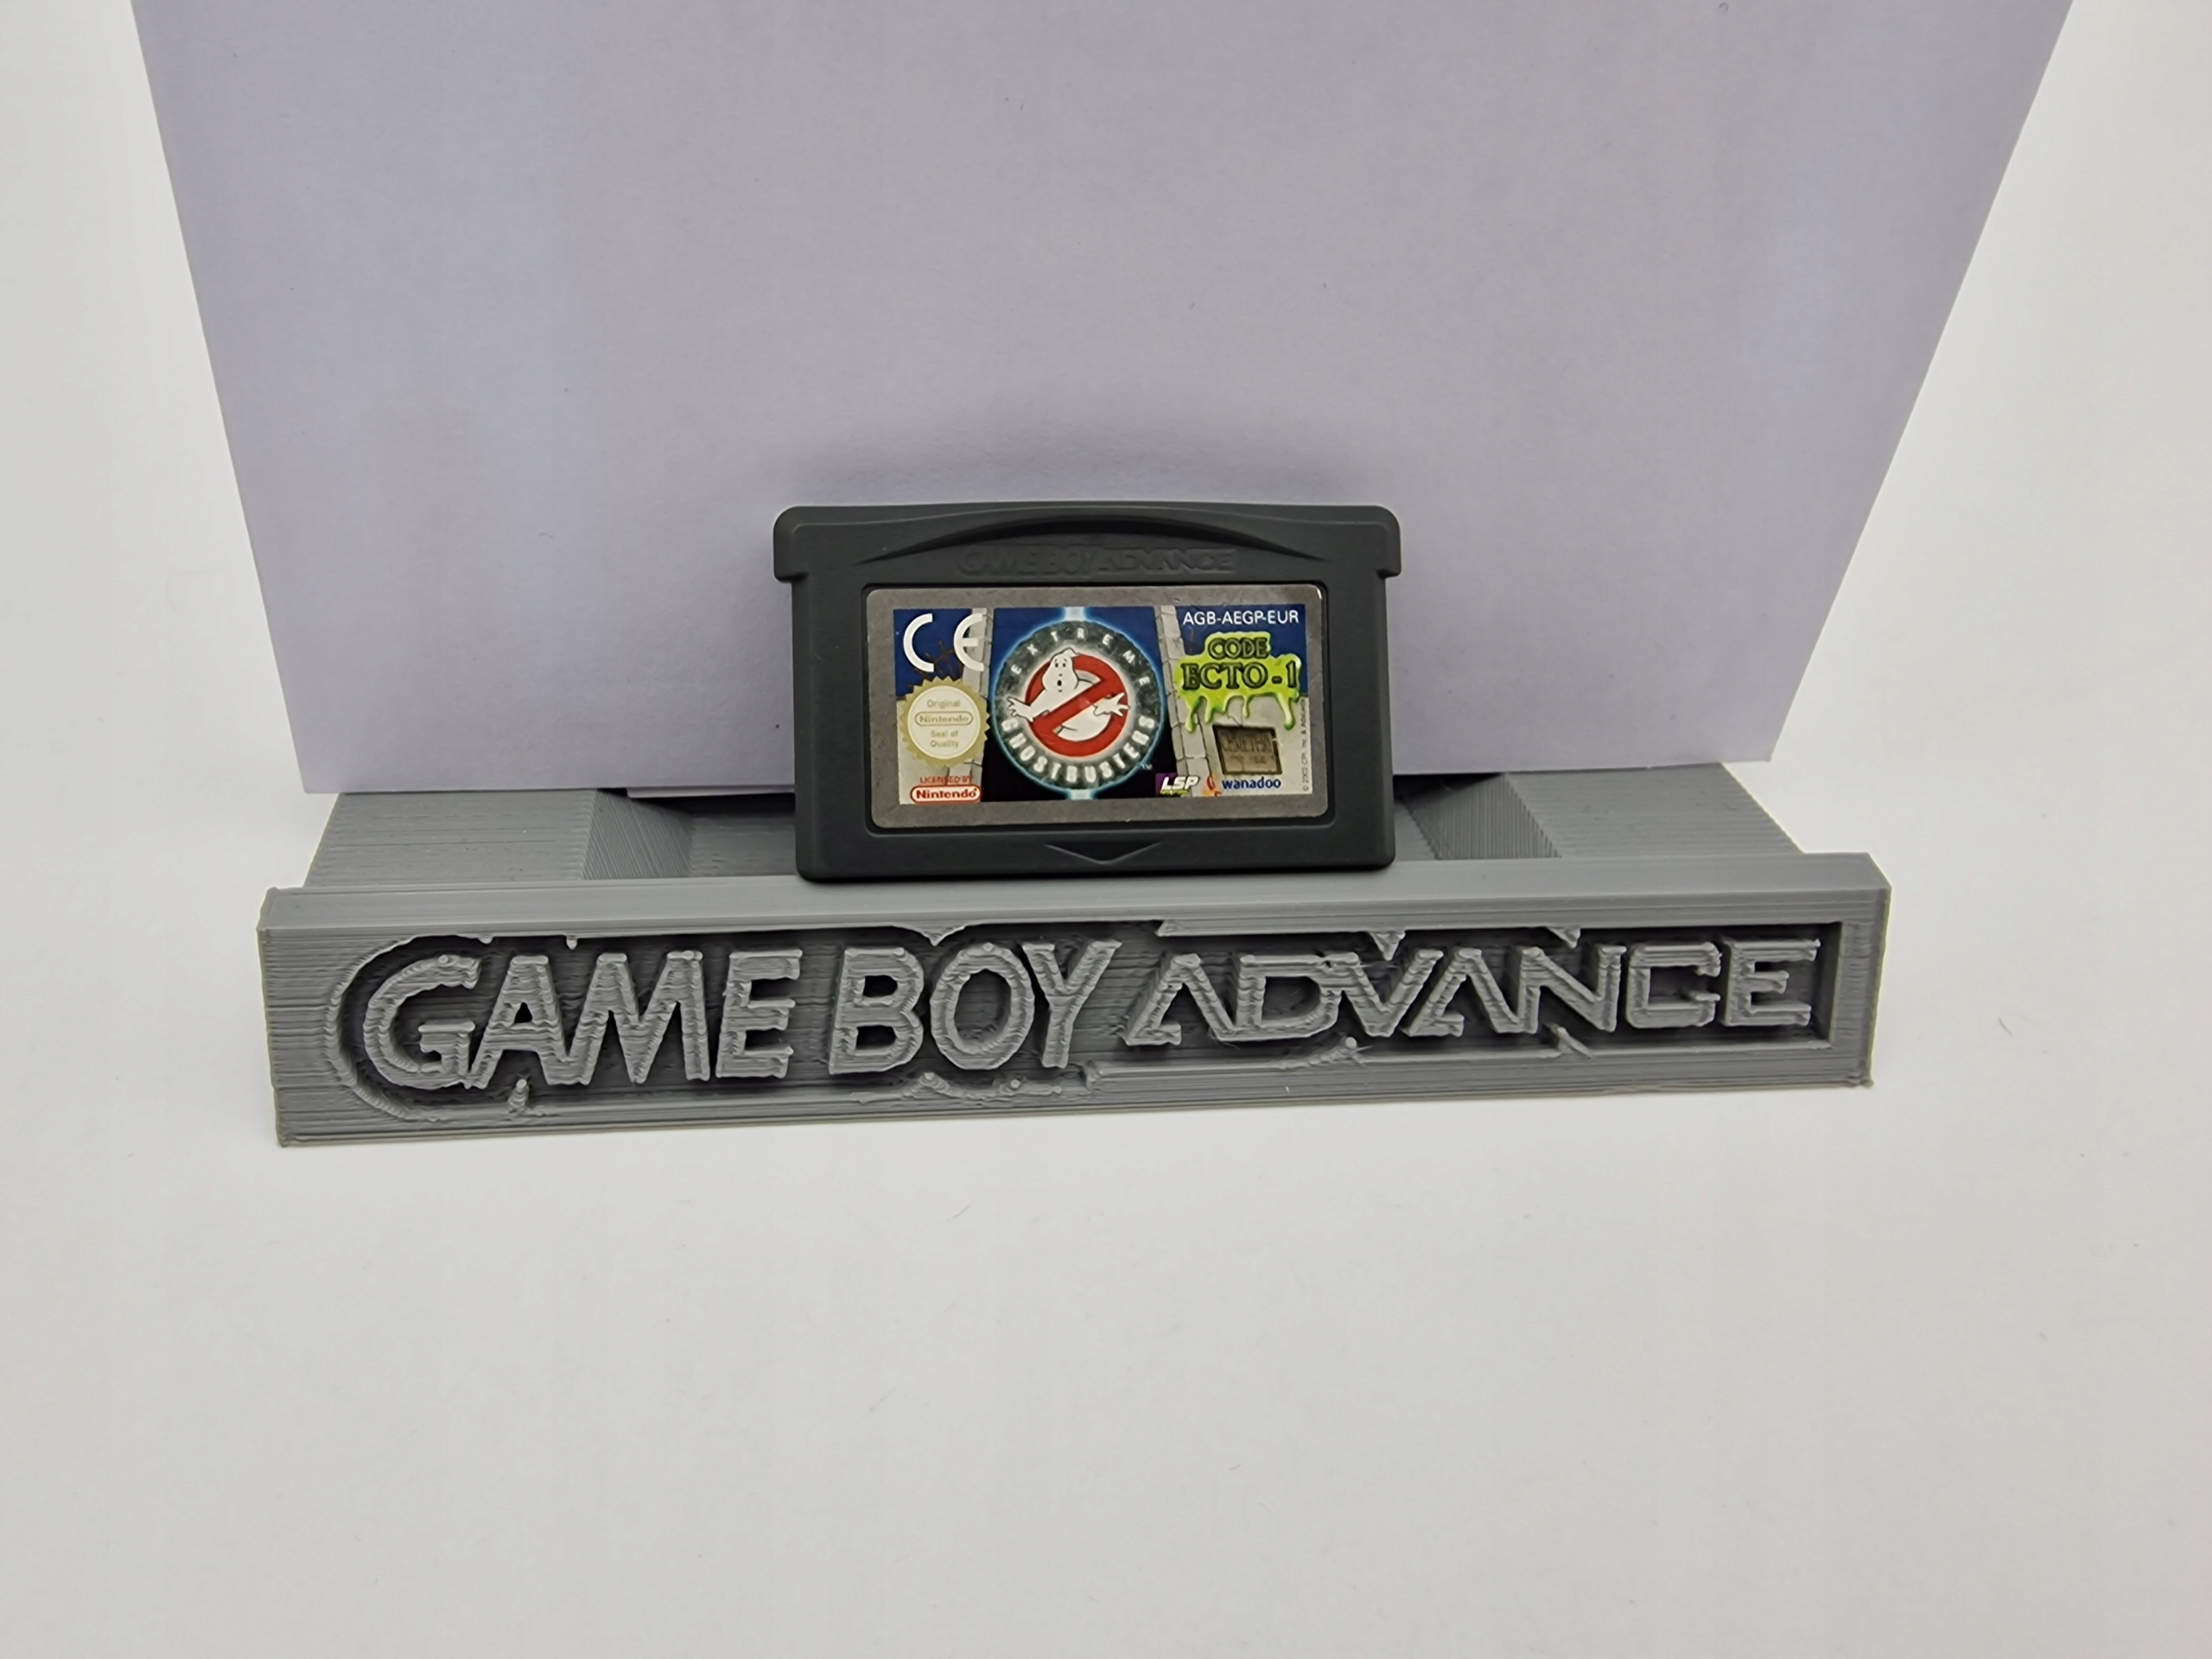 GAME BOY ADVANCE
CE
AGB-AEGP-EUR
EXTREME
GHOSTBUSTERS
TM
CODE
ECTO-1
Original
Nintendo
Seal of
Quality
LICENSED BY
Nintendo
LSP
wanadoo
GAME BOY ADVANCE